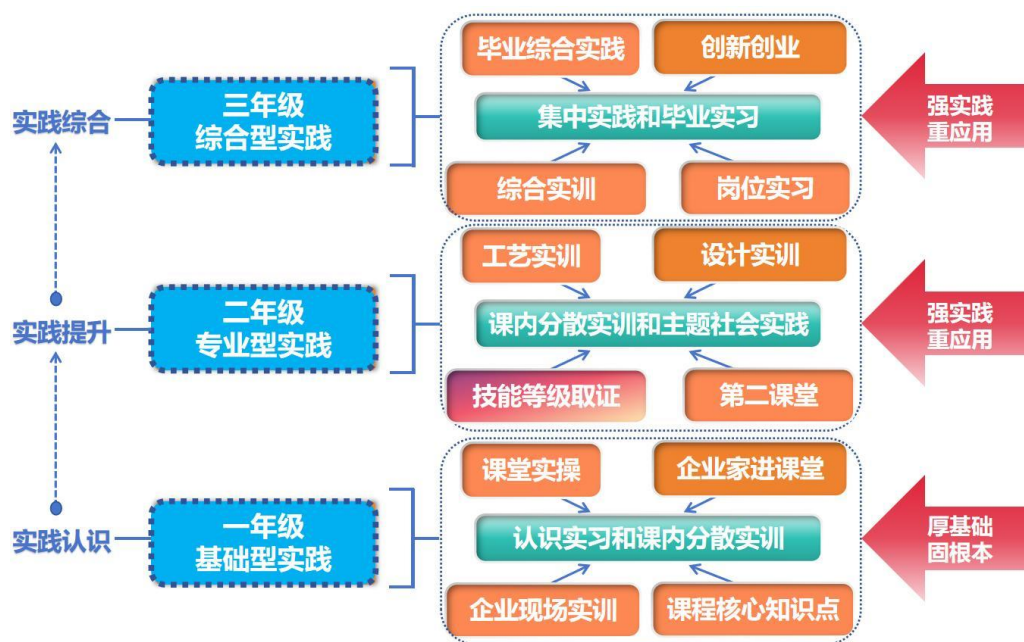 毕业综合实践
创新创业
实践综合
三年级
综合型实践
集中实践和毕业实习
强实践
重应用
综合实训
岗位实习
工艺实训
设计实训
实践提升
二年级
专业型实践
课内分散实训和主题社会实践
强实践
重应用
技能等级取证
第二课堂
课堂实操
企业家进课堂
实践认识
一年级
基础型实践
认识实习和课内分散实训
厚基础
固根本
企业现场实训
课程核心知识点